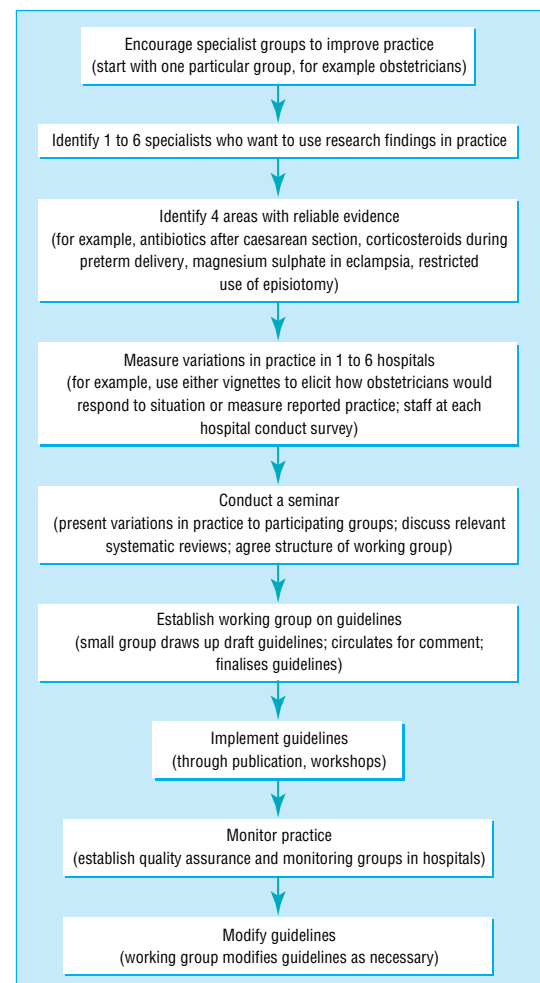 Encourage specialist groups to improve practice
(start with one particular group, for example obstetricians)
Identify 1 to 6 specialists who want to use research findings in practice
Identify 4 areas with reliable evidence
(for example, antibiotics after caesarean section, corticosteroids during
preterm delivery, magnesium sulphate in eclampsia, restricted
use of episiotomy)
Measure variations in practice in 1 to 6 hospitals
(for example, use either vignettes to elicit how obstetricians would
respond to situation or measure reported practice; staff at each
hospital conduct survey)
Conduct a seminar
(present variations in practice to participating groups; discuss relevant
systematic reviews; agree structure of working group)
Establish working group on guidelines
(small group draws up draft guidelines; circulates for comment;
finalises guidelines)
Implement guidelines
(through publication, workshops)
Monitor practice
(establish quality assurance and monitoring groups in hospitals)
Modify guidelines
(working group modifies guidelines as necessary)